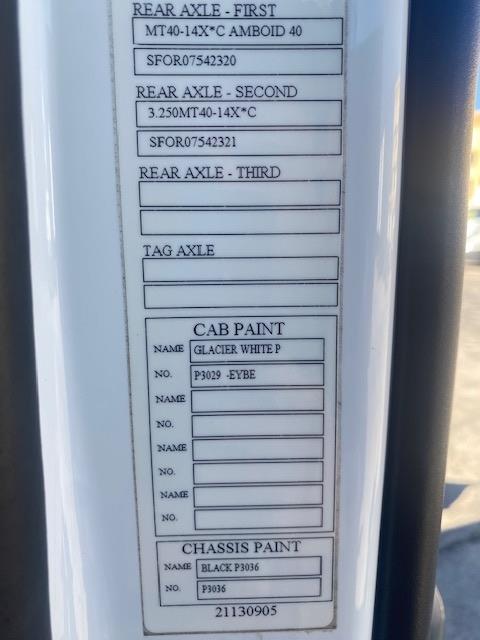 REAR AXLE - FIRST
MT40-14X*C AMBOID 40
SFOR07542320
REAR AXLE - SECOND
3.250MT40-14X*C
SFOR07542321
REAR AXLE - THIRD
TAG AXLE
CAB PAINT
NAME GLACIER WHITE P
NO. P3029 -EYBE
NAME
NO.
NAME
NO.
NAME
NO.
CHASSIS PAINT
NAME BLACK P3036
NO. P3036
21130905